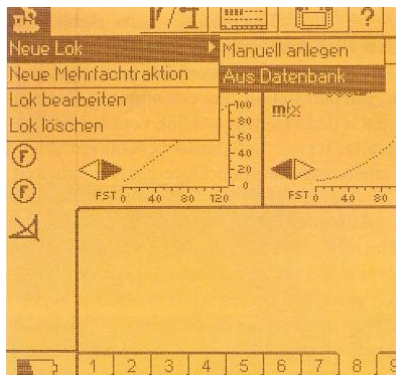 ?
Neue Lok
Manuell anlegen
Neue Mehrfachtraktion
Aus Datenbank
Lok bearbeiten
Lok löschen
100
80
60
40
20
0
mfx
F
F
FST 0 40 80 120
FST 0 40 80
1 2 3 4 5 6 7 8 9